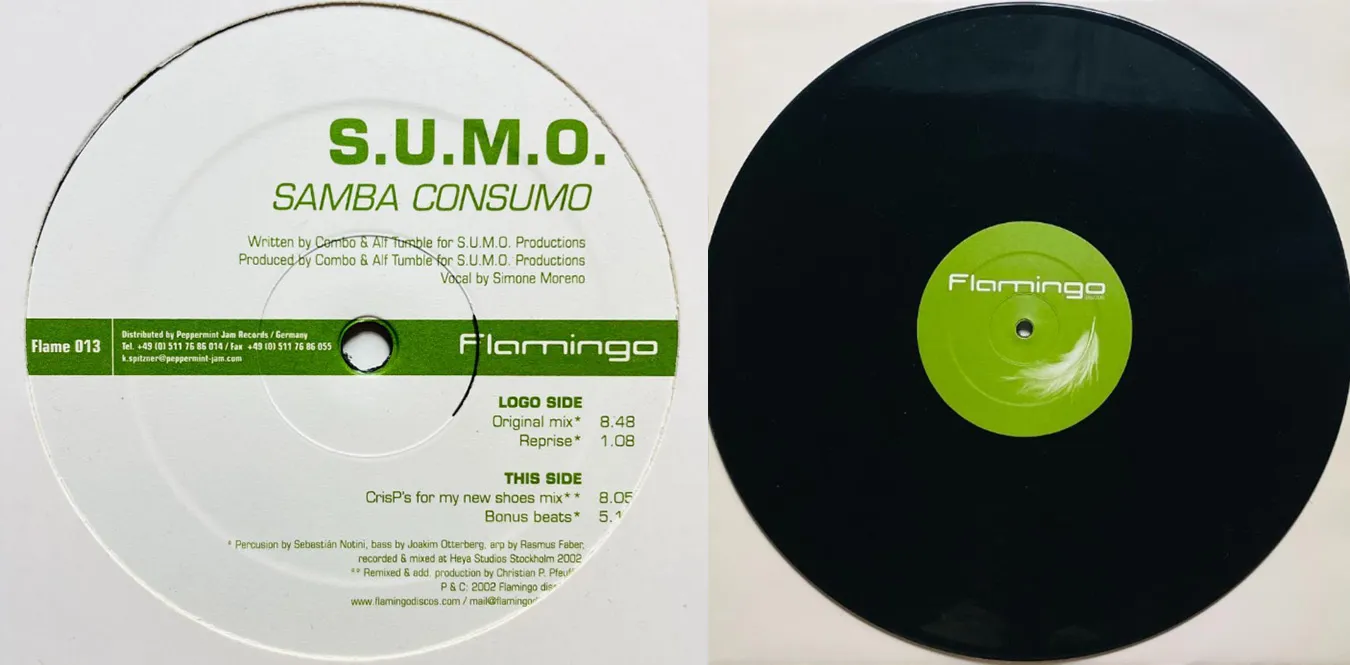 S.U.M.O.
SAMBA CONSUMO
Written by Combo & Alf Tumble for S.U.M.O. Productions
Produced by Combo & Alf Tumble for S.U.M.O. Productions
Vocal by Simone Moreno
Flame 013
Distributed by Peppermint Jam Records / Germany
Tel. +49 (0) 511 76 86 014 / Fax +49 (0) 511 76 86 055
k.spitzner@peppermint-jam.com
Flamingo
LOGO SIDE
Original mix* 8.48
Reprise* 1.08
THIS SIDE
CrisP's for my new shoes mix** 8.05
Bonus beats*
* Percusion by Sebastián Notini, bass by Joakim Otterberg, arp by Rasmus Faber,
recorded & mixed at Heya Studios Stockholm 2002
** Remixed & add. production by Christian P.
P & C: 2002 Flamingo
www.flamingodiscos.com /
Flamingo